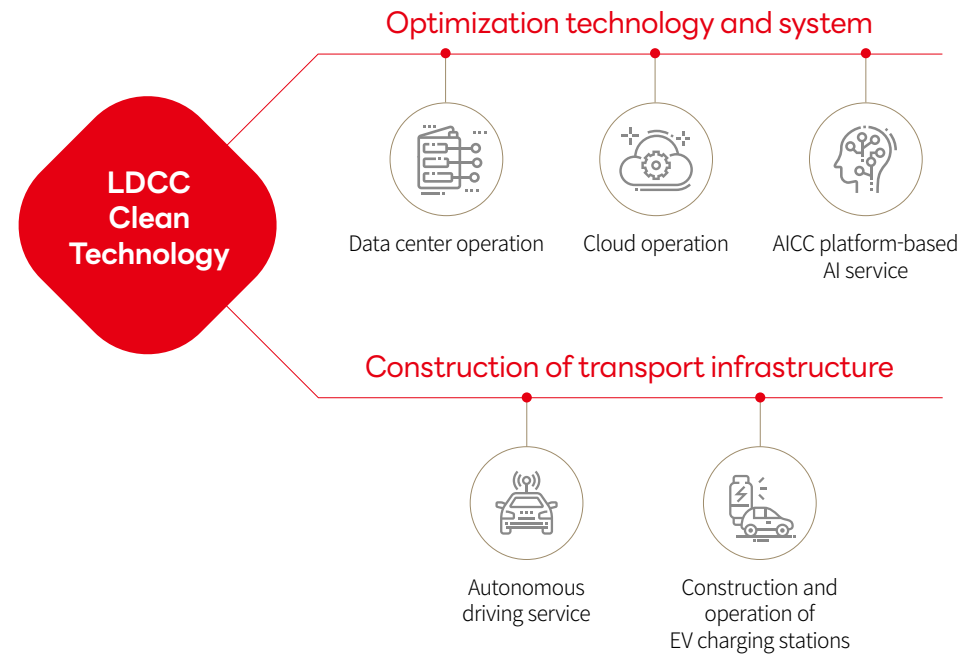 Optimization technology and system
LDCC
Clean
Technology
Data center operation
Cloud operation
AICC platform-based
AI service
Construction of transport infrastructure
Autonomous
driving service
Construction and
operation of
EV charging stations